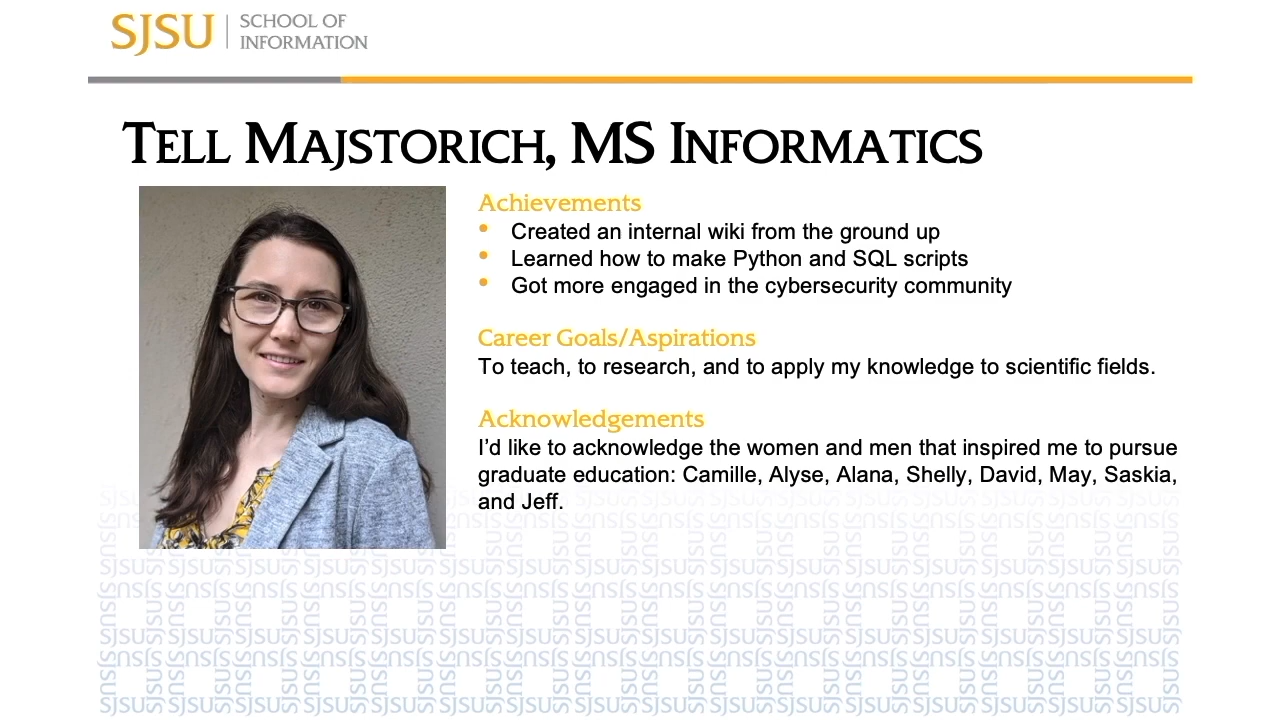 SJSU | SCHOOL OF
INFORMATION
TELL MAJSTORICH, MS INFORMATICS
Achievements
• Created an internal wiki from the ground up
• Learned how to make Python and SQL scripts
• Got more engaged in the cybersecurity community
Career Goals/Aspirations
To teach, to research, and to apply my knowledge to scientific fields.
Acknowledgements
I’d like to acknowledge the women and men that inspired me to pursue
graduate education: Camille, Alyse, Alana, Shelly, David, May, Saskia,
and Jeff.